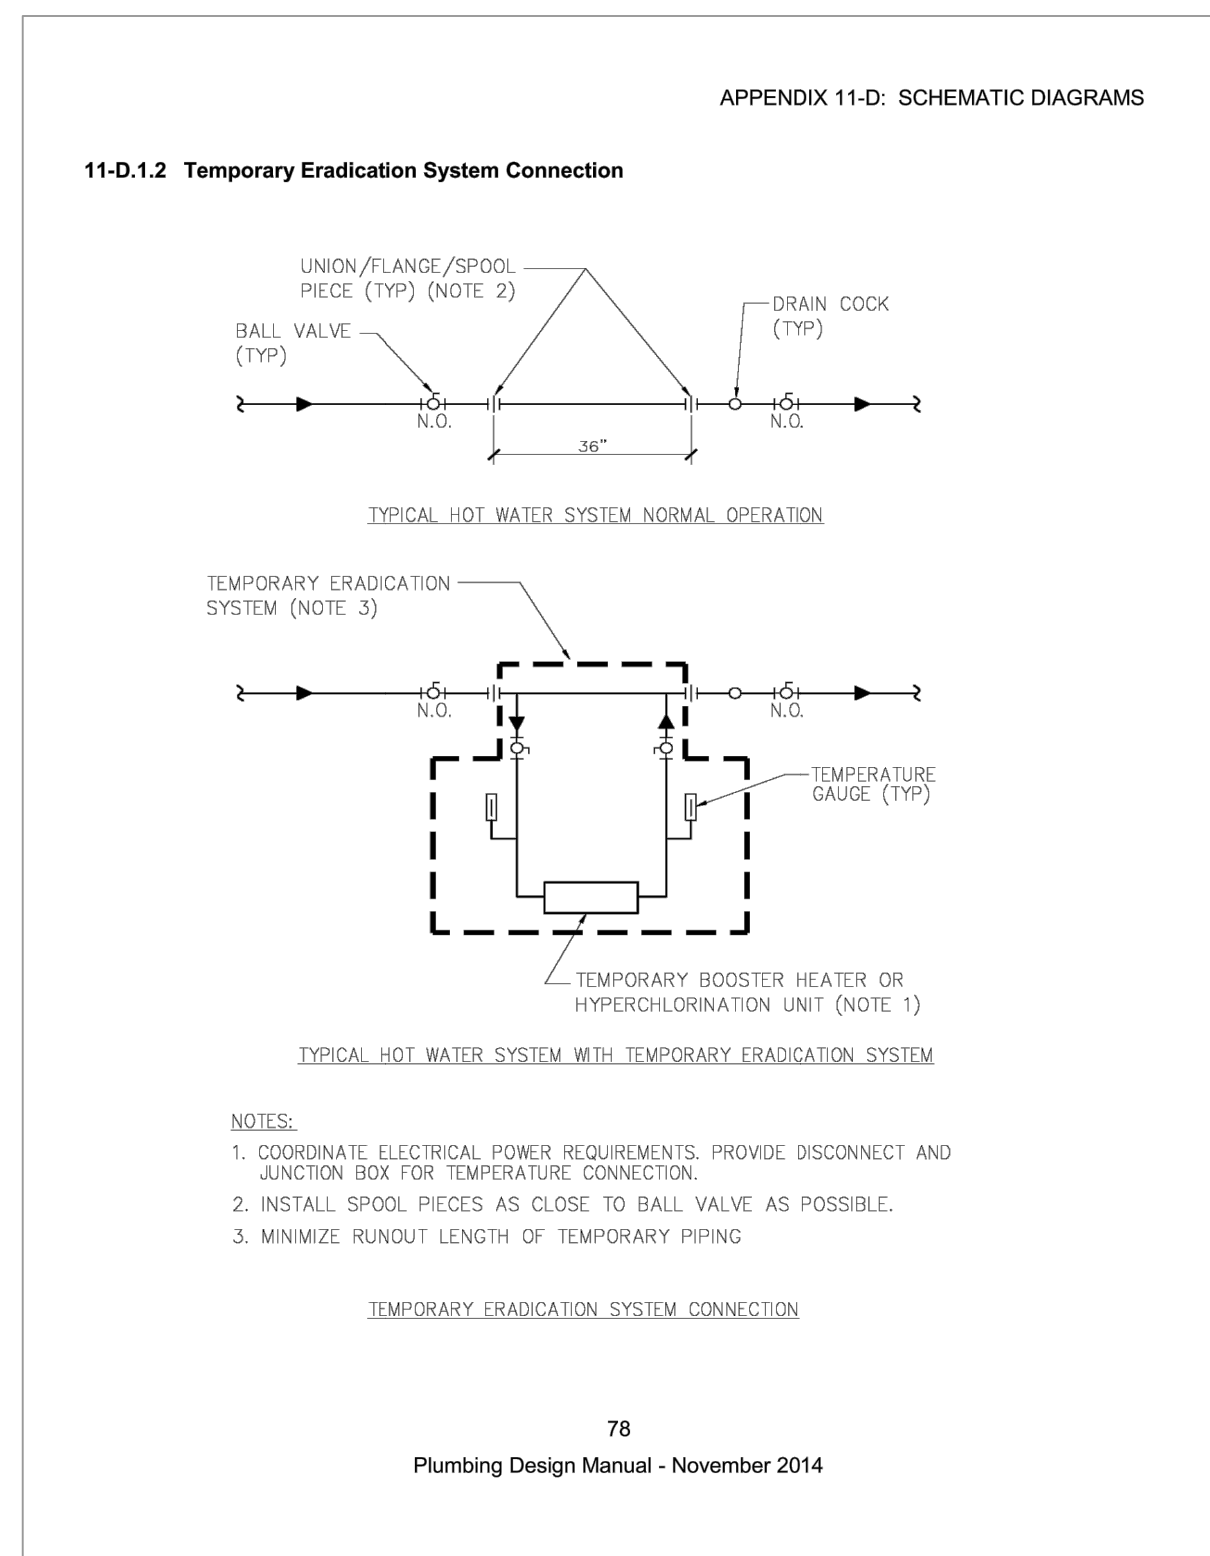 APPENDIX 11-D: SCHEMATIC DIAGRAMS
11-D.1.2 Temporary Eradication System Connection
UNION/FLANGE/SPOOL
PIECE (TYP) (NOTE 2)
DRAIN COCK
(TYP)
BALL VALVE
(TYP)
N.O.
N.O.
36"
TYPICAL HOT WATER SYSTEM NORMAL OPERATION
TEMPORARY ERADICATION
SYSTEM (NOTE 3)
N.O.
N.O.
TEMPERATURE
GAUGE (TYP)
TEMPORARY BOOSTER HEATER OR
HYPERCHLORINATION UNIT (NOTE 1)
TYPICAL HOT WATER SYSTEM WITH TEMPORARY ERADICATION SYSTEM
NOTES:
1. COORDINATE ELECTRICAL POWER REQUIREMENTS. PROVIDE DISCONNECT AND
JUNCTION BOX FOR TEMPERATURE CONNECTION.
2. INSTALL SPOOL PIECES AS CLOSE TO BALL VALVE AS POSSIBLE.
3. MINIMIZE RUNOUT LENGTH OF TEMPORARY PIPING
TEMPORARY ERADICATION SYSTEM CONNECTION
78
Plumbing Design Manual - November 2014